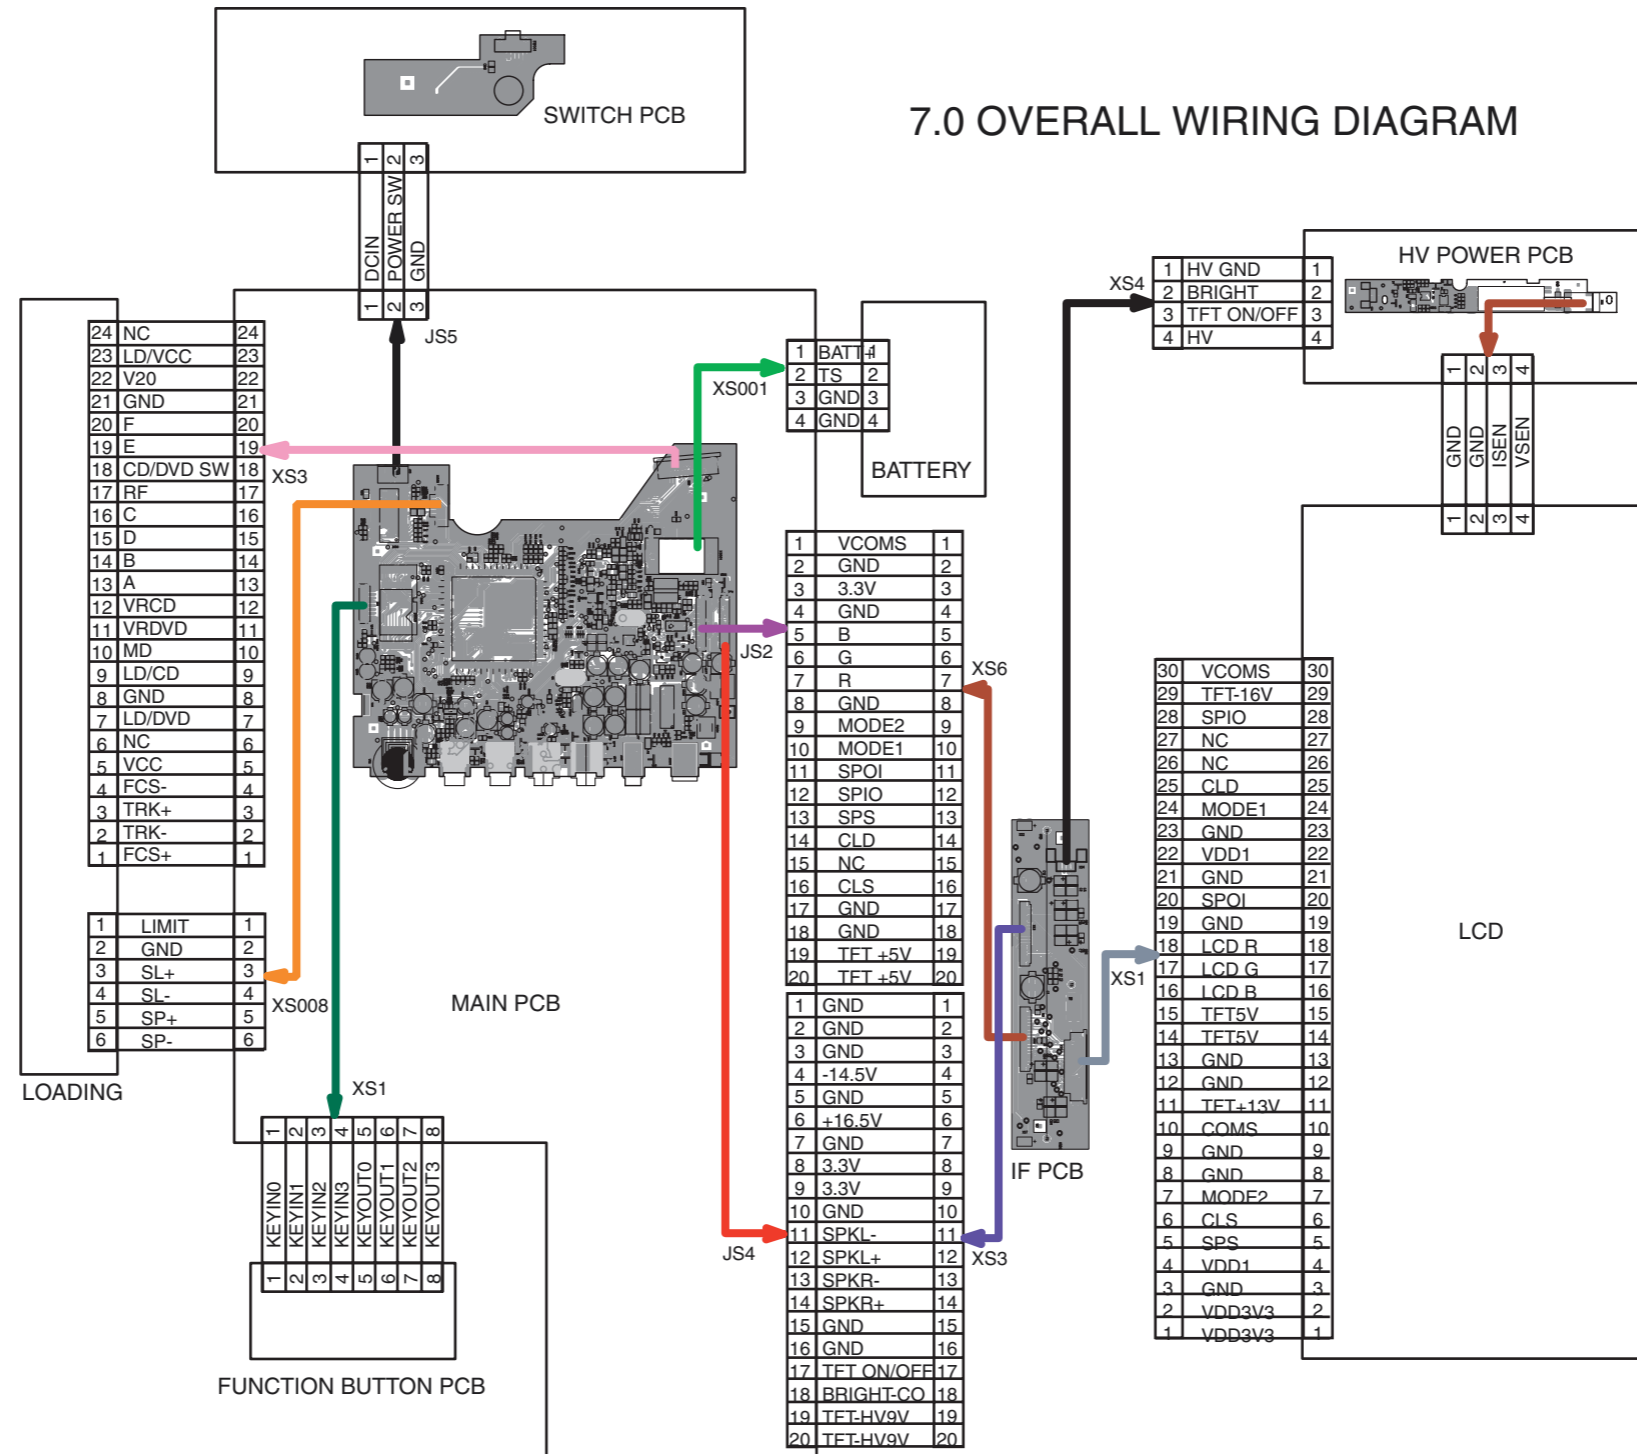 7.0 OVERALL WIRING DIAGRAM
SWITCH PCB
1 2 3
DCIN POWER SW GND
1 2 3
JS5
24 NC 24
23 LD/VCC 23
22 V20 22
21 GND 21
20 F 20
19 E 19
18 CD/DVD SW 18
17 RF 17
16 C 16
15 D 15
14 B 14
13 A 13
12 VRCD 12
11 VRDVD 11
10 MD 10
9 LD/CD 9
8 GND 8
7 LD/DVD 7
6 NC 6
5 VCC 5
4 FCS- 4
3 TRK+ 3
2 TRK- 2
1 FCS+ 1
XS3
1 LIMIT 1
2 GND 2
3 SL+ 3
4 SL- 4
5 SP+ 5
6 SP- 6
XS008
LOADING
MAIN PCB
XS1
1 2 3 4 5 6 7 8
KEYIN0 KEYIN1 KEYIN2 KEYIN3 KEYOUT0 KEYOUT1 KEYOUT2 KEYOUT3
1 2 3 4 5 6 7 8
FUNCTION BUTTON PCB
XS001
1 BATT+ 1
2 TS 2
3 GND 3
4 GND 4
BATTERY
JS2
1 VCOMS 1
2 GND 2
3 3.3V 3
4 GND 4
5 B 5
6 G 6
7 R 7
8 GND 8
9 MODE2 9
10 MODE1 10
11 SPOI 11
12 SPIO 12
13 SPS 13
14 CLD 14
15 NC 15
16 CLS 16
17 GND 17
18 GND 18
19 TFT +5V 19
20 TFT +5V 20
XS6
JS4
1 GND 1
2 GND 2
3 GND 3
4 -14.5V 4
5 GND 5
6 +16.5V 6
7 GND 7
8 3.3V 8
9 3.3V 9
10 GND 10
11 SPKL- 11
12 SPKL+ 12
13 SPKR- 13
14 SPKR+ 14
15 GND 15
16 GND 16
17 TFT ON/OFF 17
18 BRIGHT-CO 18
19 TFT-HV9V 19
20 TFT-HV9V 20
XS3
IF PCB
XS4
1 HV GND 1
2 BRIGHT 2
3 TFT ON/OFF 3
4 HV 4
HV POWER PCB
1 2 3 4
GND GND ISEN VSEN
1 2 3 4
XS1
30 VCOMS 30
29 TFT-16V 29
28 SPIO 28
27 NC 27
26 NC 26
25 CLD 25
24 MODE1 24
23 GND 23
22 VDD1 22
21 GND 21
20 SPOI 20
19 GND 19
18 LCD R 18
17 LCD G 17
16 LCD B 16
15 TFT5V 15
14 TFT5V 14
13 GND 13
12 GND 12
11 TFT+13V 11
10 COMS 10
9 GND 9
8 GND 8
7 MODE2 7
6 CLS 6
5 SPS 5
4 VDD1 4
3 GND 3
2 VDD3V3 2
1 VDD3V3 1
LCD